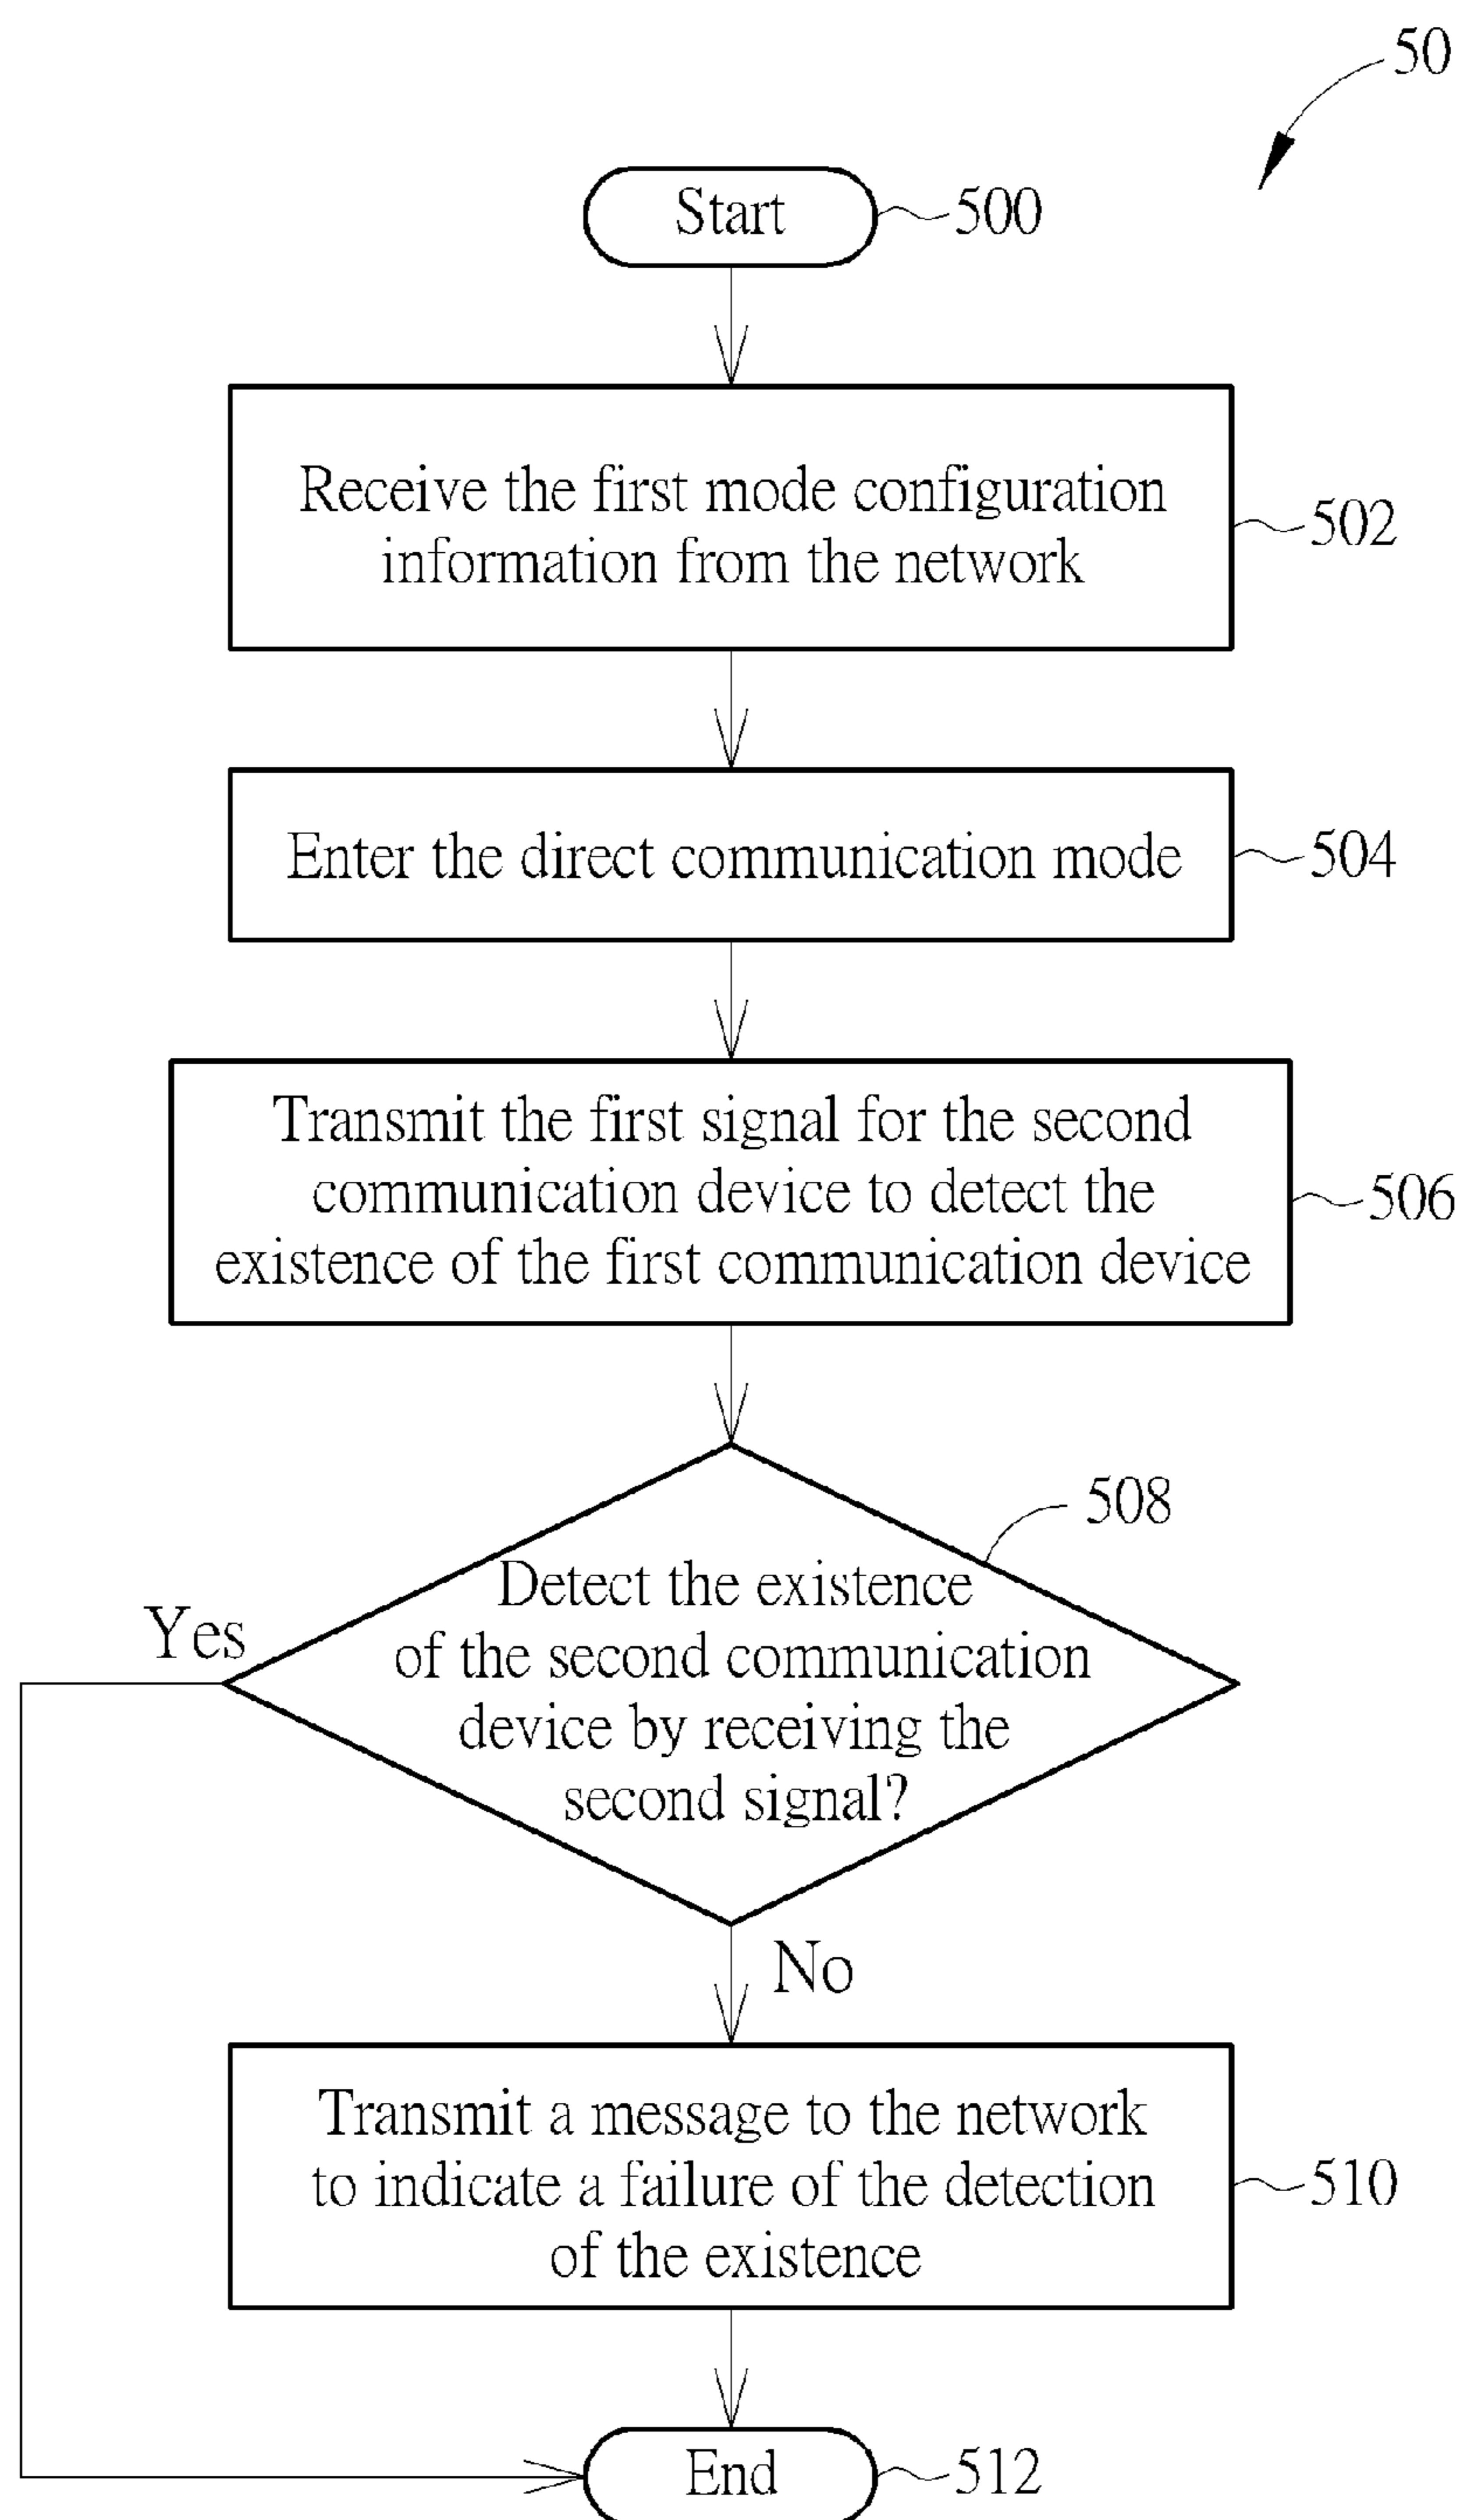 50
Start
500
Receive the first mode configuration
information from the network
502
Enter the direct communication mode
504
Transmit the first signal for the second
communication device to detect the
existence of the first communication device
506
508
Detect the existence
of the second communication
device by receiving the
second signal?
Yes
No
Transmit a message to the network
to indicate a failure of the detection
of the existence
510
End
512